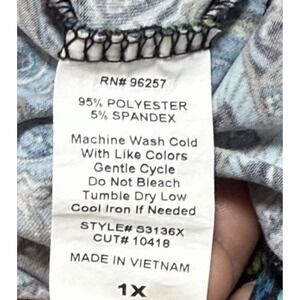 RN# 96257
95% POLYESTER
5% SPANDEX
Machine Wash Cold
With Like Colors
Gentle Cycle
Do Not Bleach
Tumble Dry Low
Cool Iron If Needed
STYLE# S3136X
CUT# 10418
MADE IN VIETNAM
1X